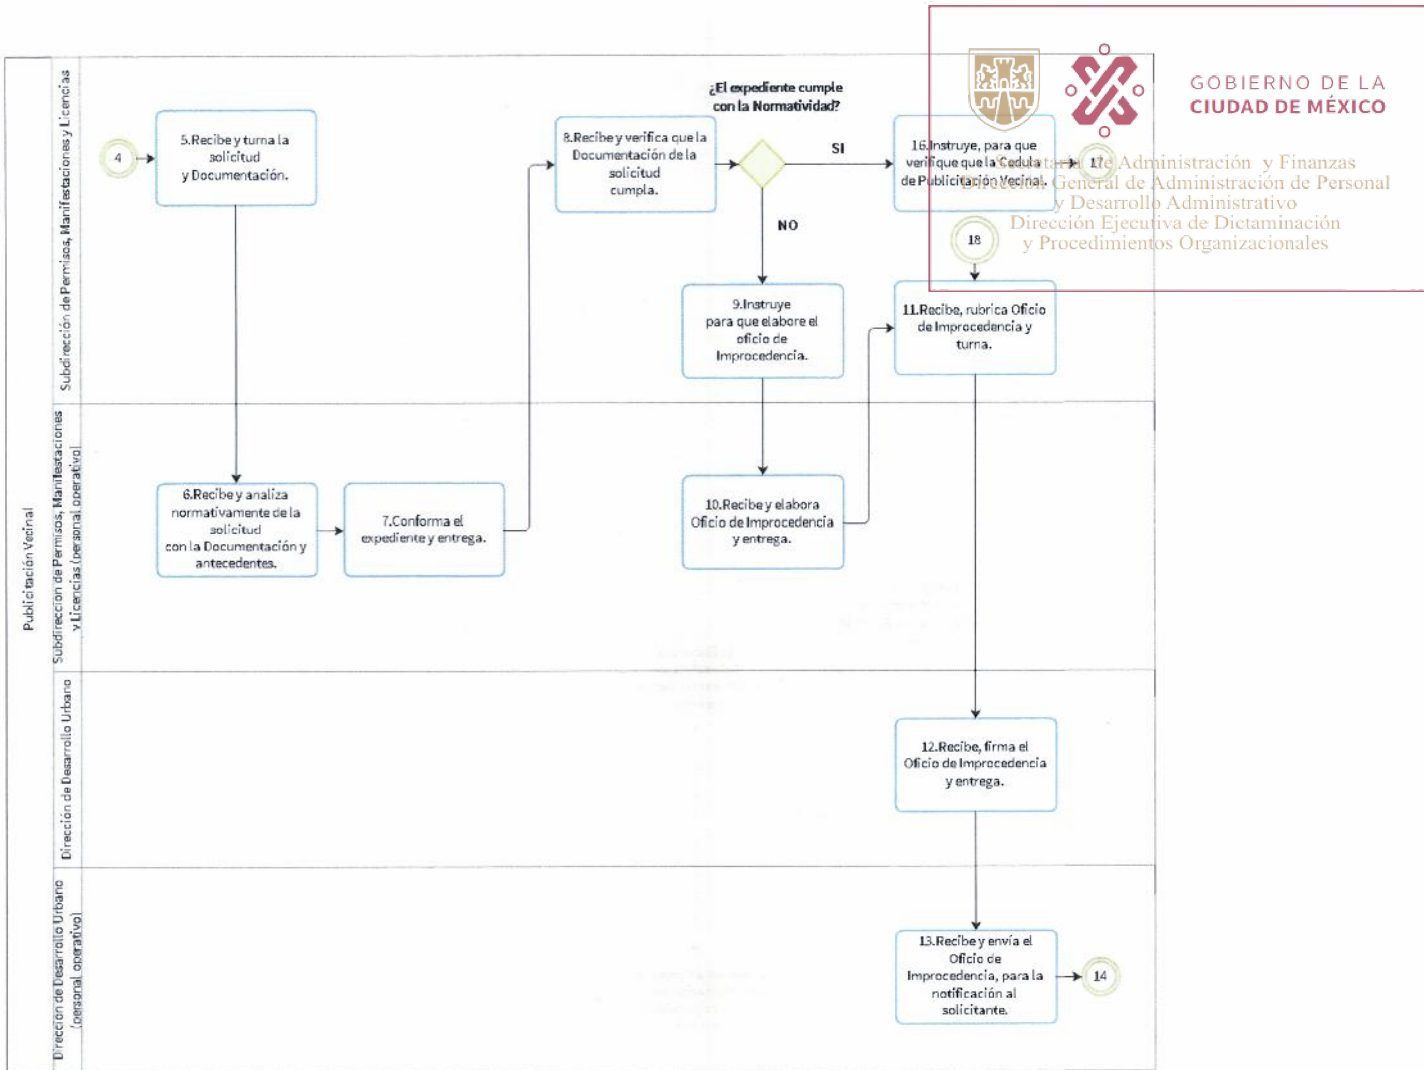 GOBIERNO DE LA
CIUDAD DE MÉXICO
Secretaría de Administración y Finanzas
Dirección General de Administración de Personal
y Desarrollo Administrativo
Dirección Ejecutiva de Dictaminación
y Procedimientos Organizacionales
Publicitación Vecinal
Subdirección de Permisos, Manifestaciones y Licencias
4
5.Recibe y turna la
solicitud
y Documentación.
8.Recibe y verifica que la
Documentación de la
solicitud
cumpla.
¿El expediente cumple
con la Normatividad?
SI
NO
16.Instruye, para que
verifique que la Cedula
de Publicitación Vecinal.
17
18
9.Instruye
para que elabore el
oficio de
Improcedencia.
11.Recibe, rubrica Oficio
de Improcedencia y
turna.
Subdirección de Permisos, Manifestaciones
y Licencias (personal operativo)
6.Recibe y analiza
normativamente de la
solicitud
con la Documentación y
antecedentes.
7.Conforma el
expediente y entrega.
10.Recibe y elabora
Oficio de Improcedencia
y entrega.
Dirección de Desarrollo Urbano
12.Recibe, firma el
Oficio de Improcedencia
y entrega.
Dirección de Desarrollo Urbano
(personal operativo)
13.Recibe y envía el
Oficio de
Improcedencia, para la
notificación al
solicitante.
14